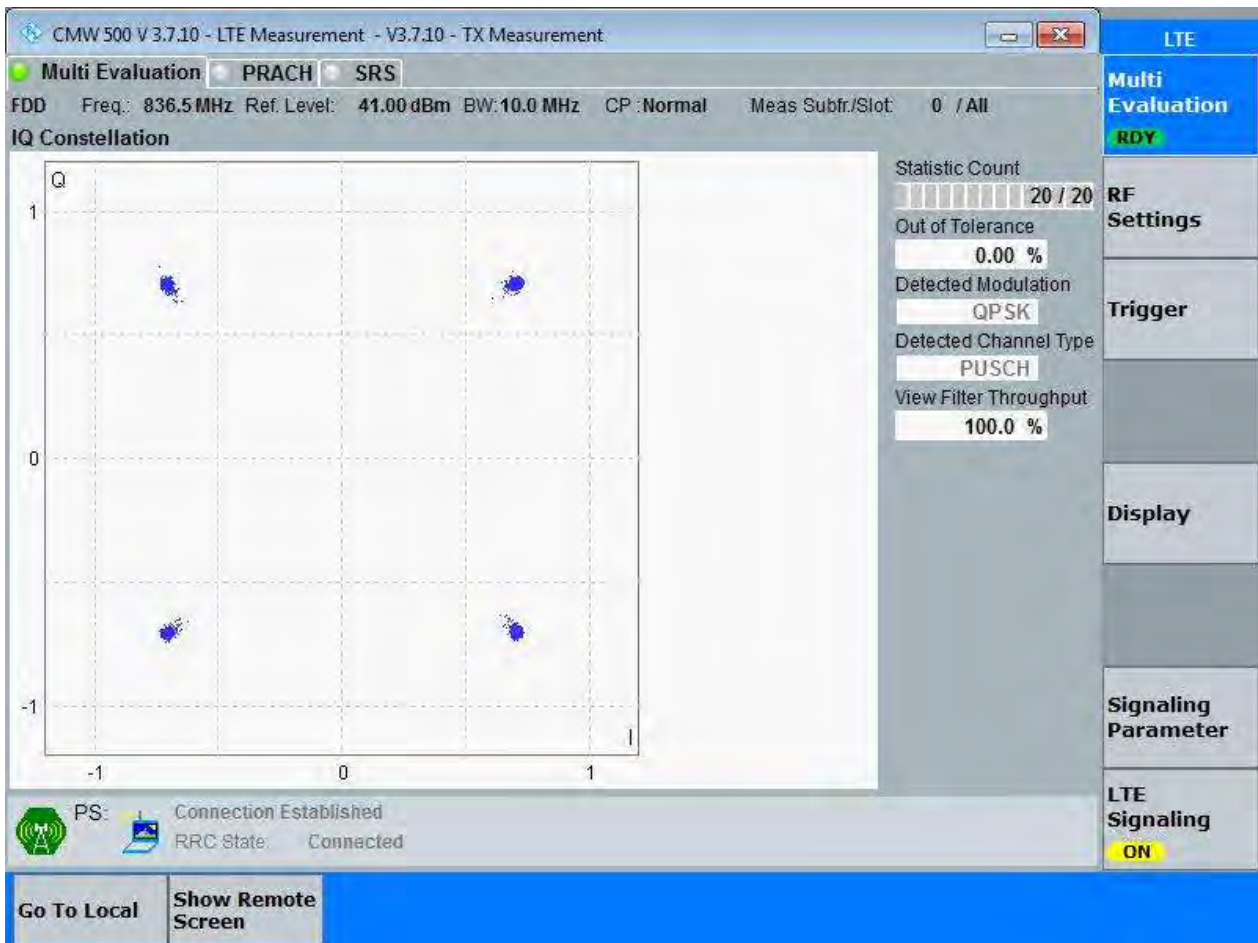 CMW 500 V 3.7.10 - LTE Measurement - V3.7.10 - TX Measurement
LTE
Multi Evaluation PRACH SRS
FDD Freq.: 836.5 MHz Ref. Level: 41.00 dBm BW: 10.0 MHz CP : Normal Meas Subfr./Slot: 0 / All
IQ Constellation
Q
1
0
-1
I
-1 0 1
Statistic Count
20 / 20
Out of Tolerance
0.00 %
Detected Modulation
QPSK
Detected Channel Type
PUSCH
View Filter Throughput
100.0 %
Multi
Evaluation
RDY
RF
Settings
Trigger
Display
Signaling
Parameter
LTE
Signaling
ON
PS: Connection Established
RRC State: Connected
Go To Local
Show Remote
Screen